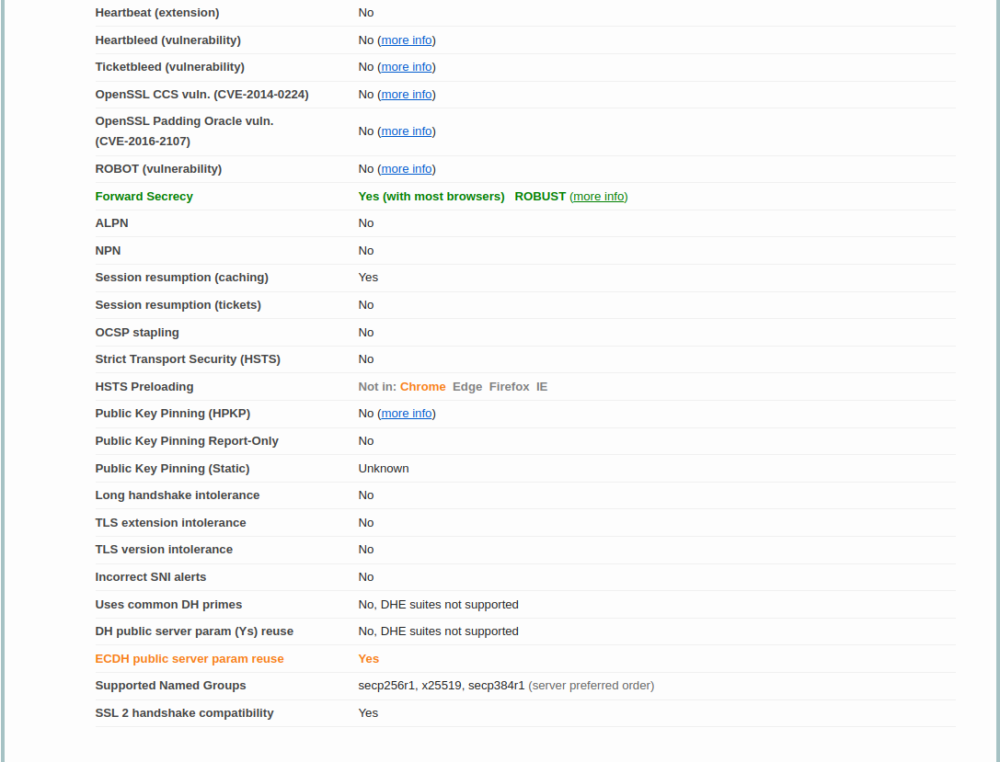 Heartbeat (extension) No
Heartbleed (vulnerability) No (more info)
Ticketbleed (vulnerability) No (more info)
OpenSSL CCS vuln. (CVE-2014-0224) No (more info)
OpenSSL Padding Oracle vuln.
(CVE-2016-2107) No (more info)
ROBOT (vulnerability) No (more info)
Forward Secrecy Yes (with most browsers) ROBUST (more info)
ALPN No
NPN No
Session resumption (caching) Yes
Session resumption (tickets) No
OCSP stapling No
Strict Transport Security (HSTS) No
HSTS Preloading Not in: Chrome Edge Firefox IE
Public Key Pinning (HPKP) No (more info)
Public Key Pinning Report-Only No
Public Key Pinning (Static) Unknown
Long handshake intolerance No
TLS extension intolerance No
TLS version intolerance No
Incorrect SNI alerts No
Uses common DH primes No, DHE suites not supported
DH public server param (Ys) reuse No, DHE suites not supported
ECDH public server param reuse Yes
Supported Named Groups secp256r1, x25519, secp384r1 (server preferred order)
SSL 2 handshake compatibility Yes